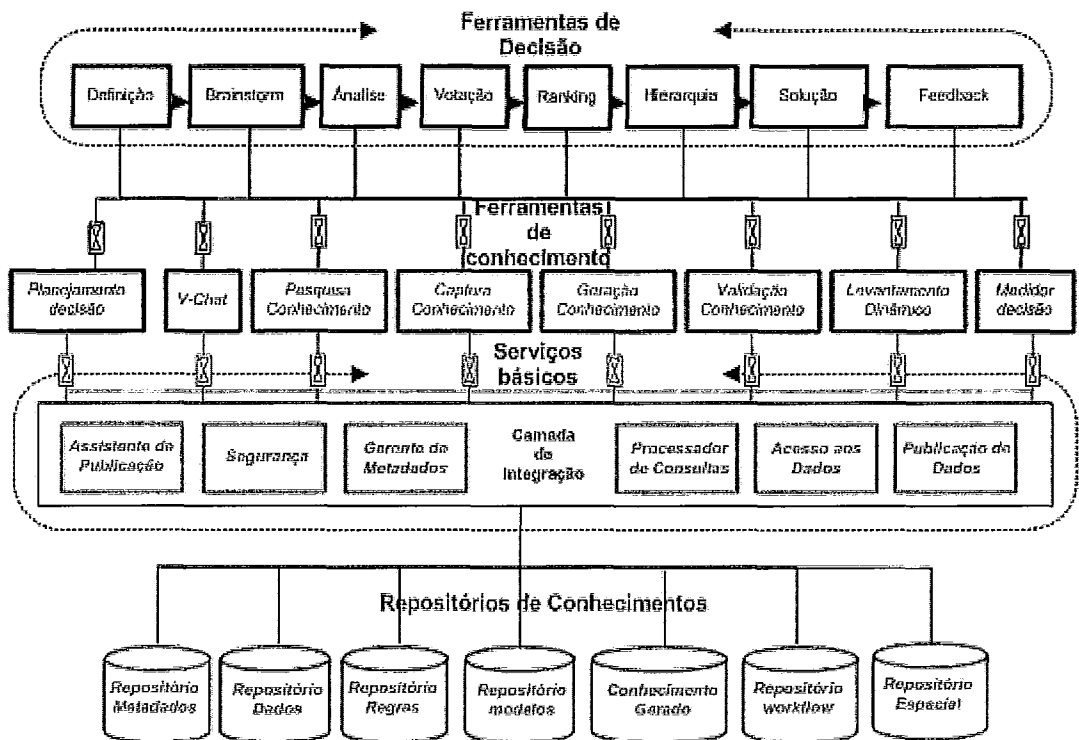 Ferramentas de
Decisão
Definição
Brainstorm
Análise
Votação
Ranking
Hierarquia
Solução
Feedback
Ferramentas
de
conhecimento
Planejamento
decisão
V-Chat
Pesquisa
Conhecimento
Captura
Conhecimento
Geração
Conhecimento
Validação
Conhecimento
Levantamento
Dinâmico
Medidor
decisão
Serviços
básicos
Assistente de
Publicação
Segurança
Gerente de
Metadados
Camada
de
Integração
Processador
de Consultas
Acesso aos
Dados
Publicação de
Dados
Repositórios de Conhecimentos
Repositório
Metadados
Repositório
Dados
Repositório
Regras
Repositório
modelos
Conhecimento
Gerado
Repositório
workflow
Repositório
Espacial